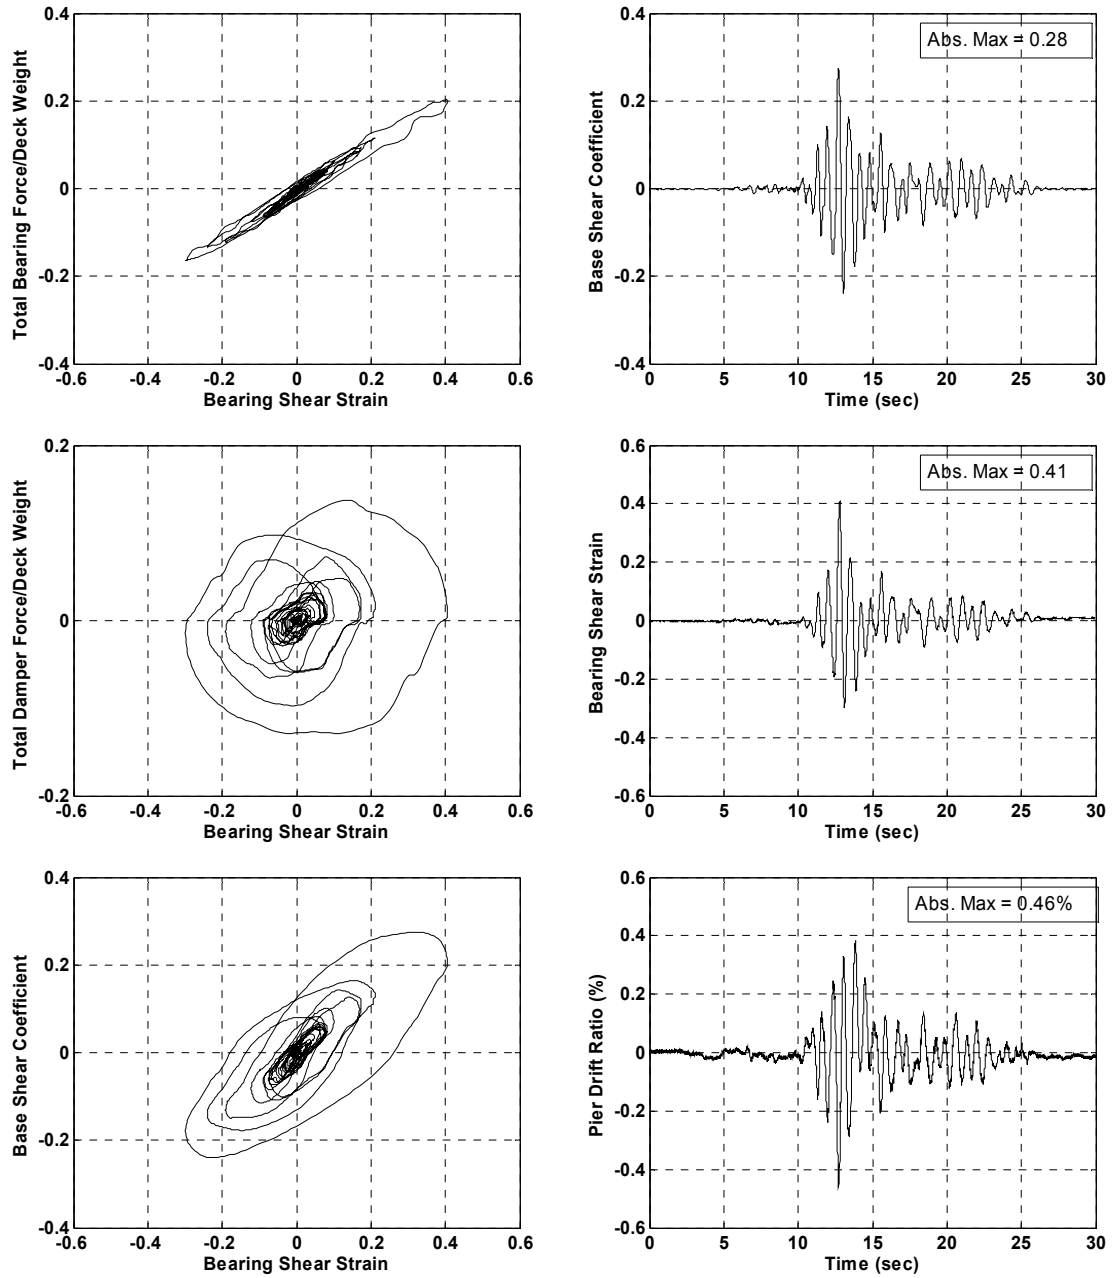 0.4
0.2
0
-0.2
-0.4
-0.6 -0.4 -0.2 0 0.2 0.4 0.6
Bearing Shear Strain
Total Bearing Force/Deck Weight
0.4
0.2
0
-0.2
-0.4
0 5 10 15 20 25 30
Time (sec)
Base Shear Coefficient
Abs. Max = 0.28
0.2
0
-0.2
-0.6 -0.4 -0.2 0 0.2 0.4 0.6
Bearing Shear Strain
Total Damper Force/Deck Weight
0.6
0.4
0.2
0
-0.2
-0.4
-0.6
0 5 10 15 20 25 30
Time (sec)
Bearing Shear Strain
Abs. Max = 0.41
0.4
0.2
0
-0.2
-0.4
-0.6 -0.4 -0.2 0 0.2 0.4 0.6
Bearing Shear Strain
Base Shear Coefficient
0.6
0.4
0.2
0
-0.2
-0.4
-0.6
0 5 10 15 20 25 30
Time (sec)
Pier Drift Ratio (%)
Abs. Max = 0.46%